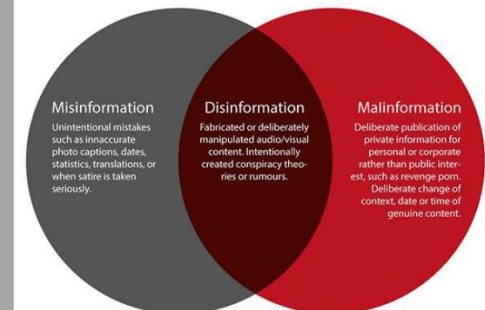 Misinformation
Unintentional mistakes
such as innaccurate
photo captions, dates,
statistics, translations, or
when satire is taken
seriously.
Disinformation
Fabricated or deliberately
manipulated audio/visual
content. Intentionally
created conspiracy theo-
ries or rumours.
Malinformation
Deliberate publication of
private information for
personal or corporate
rather than public inter-
est, such as revenge porn.
Deliberate change of
context, date or time of
genuine content.